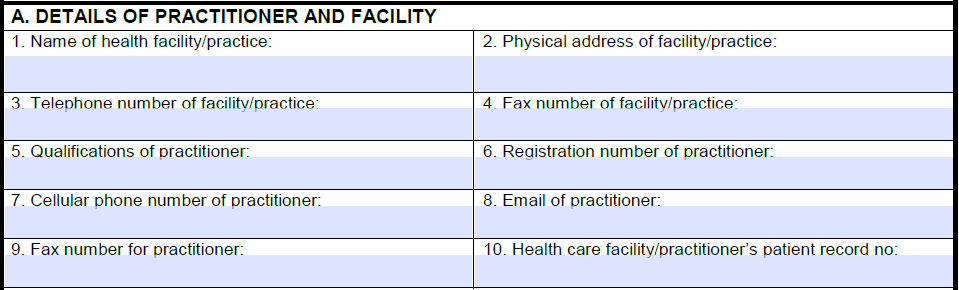 A. DETAILS OF PRACTITIONER AND FACILITY
1. Name of health facility/practice:
2. Physical address of facility/practice:
3. Telephone number of facility/practice:
4. Fax number of facility/practice:
5. Qualifications of practitioner:
6. Registration number of practitioner:
7. Cellular phone number of practitioner:
8. Email of practitioner:
9. Fax number for practitioner:
10. Health care facility/practitioner’s patient record no: